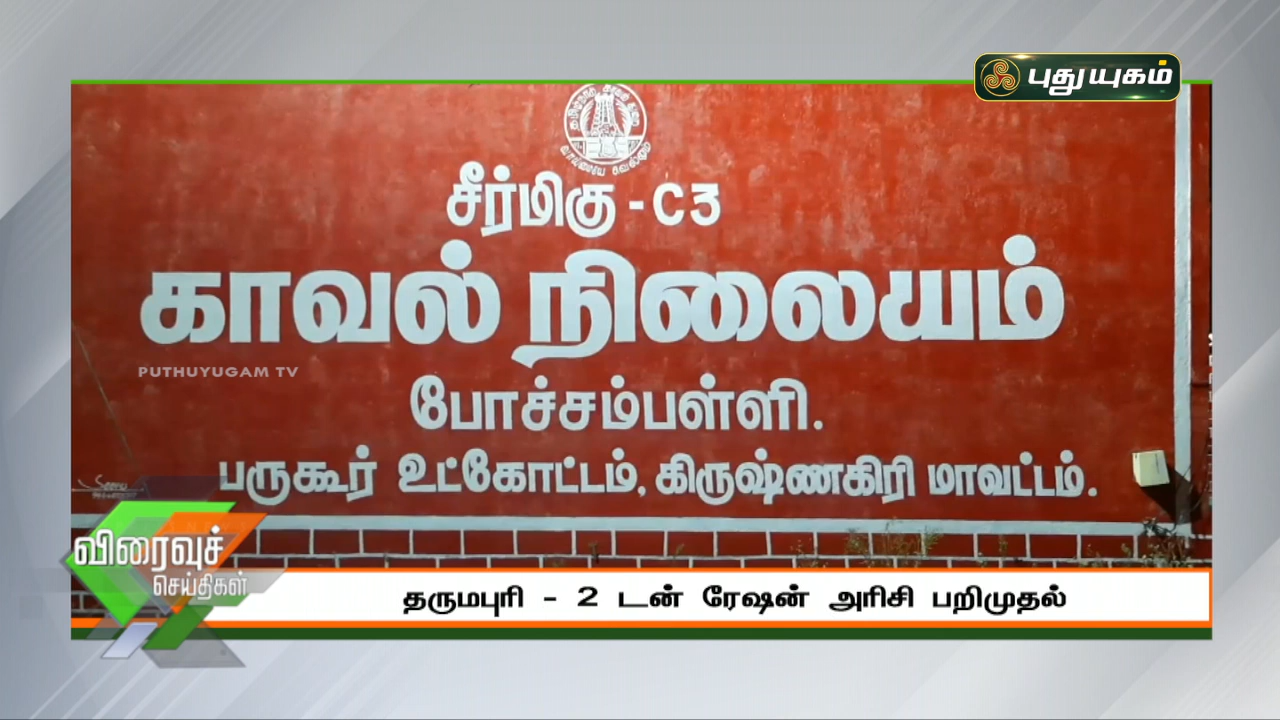 புதுயுகம்
சீர்மிகு - C3
காவல் நிலையம்
PUTHUYUGAM TV
போச்சம்பள்ளி.
பருகூர் உட்கோட்டம், கிருஷ்ணகிரி மாவட்டம்.
விரைவுச்
செய்திகள்
தருமபுரி - 2 டன் ரேஷன் அரிசி பறிமுதல்